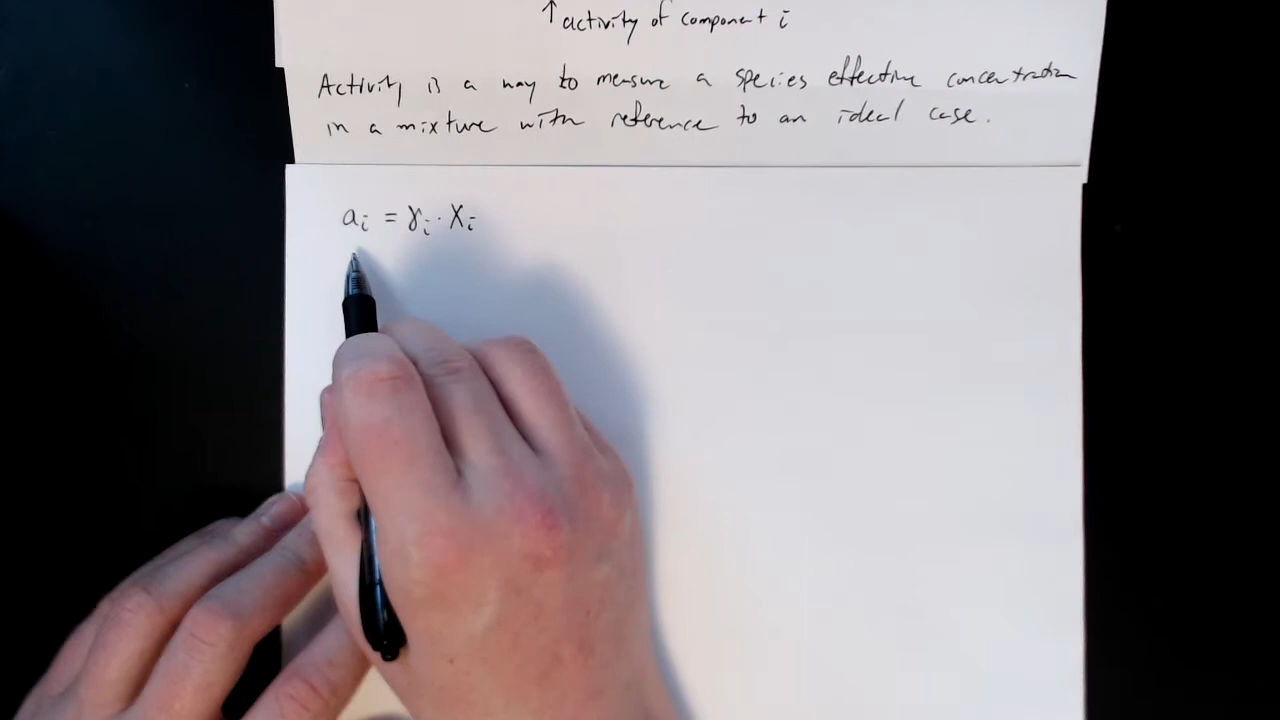 ↑ activity of component i
Activity is a way to measure a species effective concentration
in a mixture with reference to an ideal case.
aᵢ = γᵢ · Xᵢ